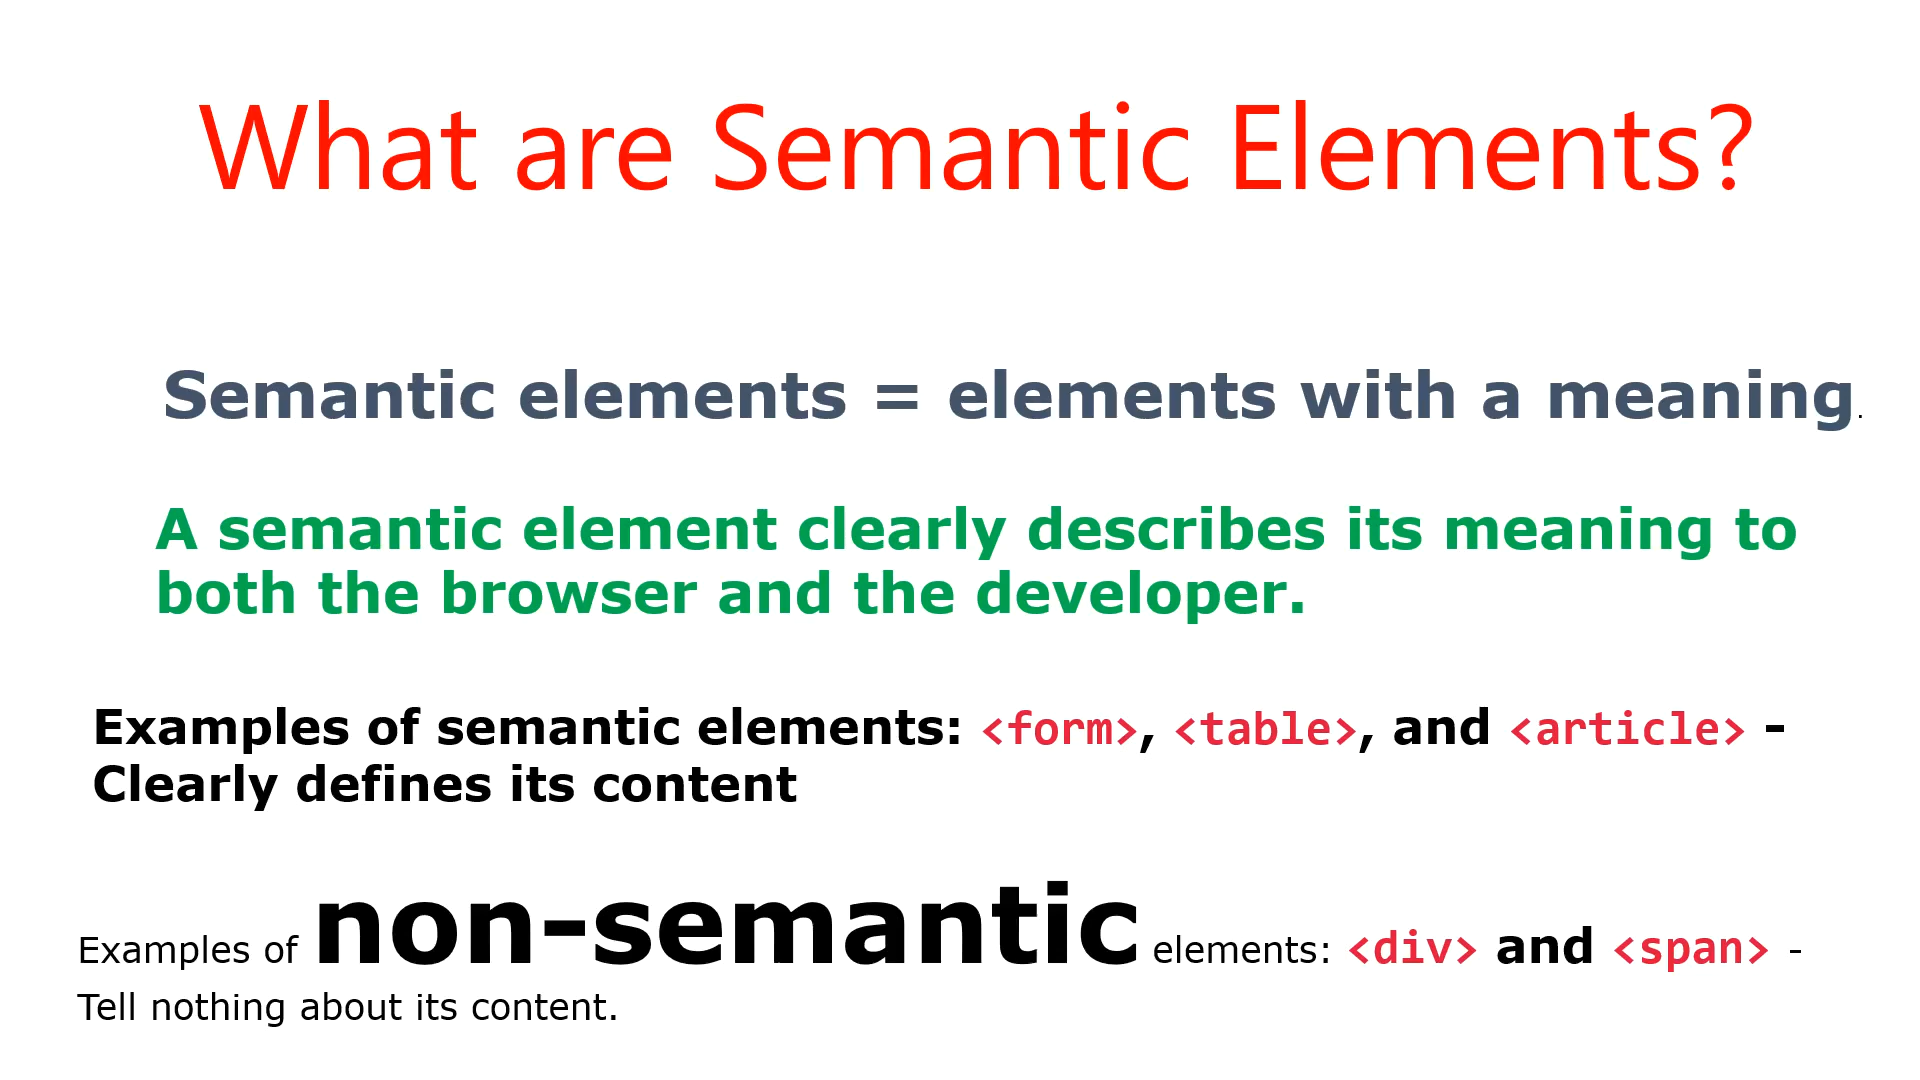 What are Semantic Elements?
Semantic elements = elements with a meaning.
A semantic element clearly describes its meaning to
both the browser and the developer.
Examples of semantic elements: <form>, <table>, and <article> -
Clearly defines its content
Examples of non-semantic elements: <div> and <span> -
Tell nothing about its content.